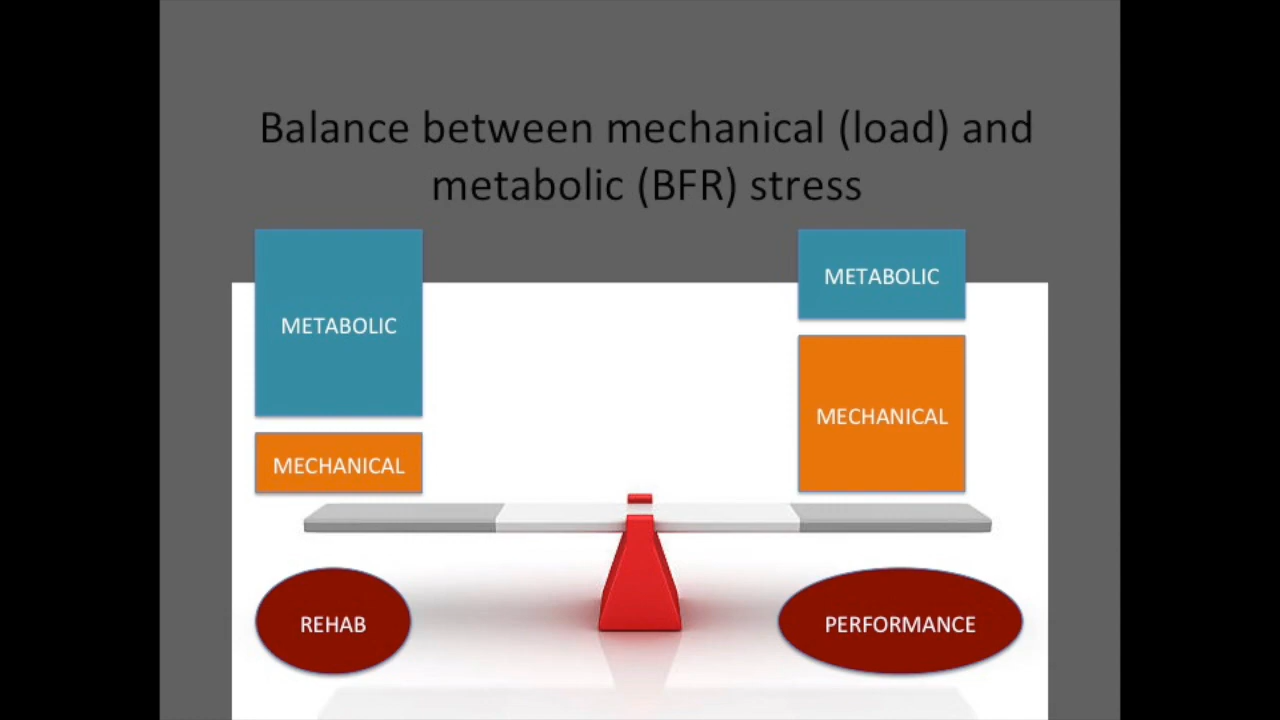 Balance between mechanical (load) and
metabolic (BFR) stress
METABOLIC
MECHANICAL
METABOLIC
MECHANICAL
REHAB
PERFORMANCE